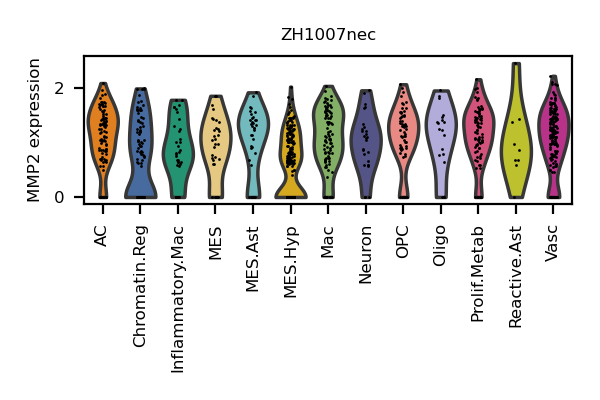 ZH1007nec
MMP2 expression
2
0
AC
Chromatin.Reg
Inflammatory.Mac
MES
MES.Ast
MES.Hyp
Mac
Neuron
OPC
Oligo
Prolif.Metab
Reactive.Ast
Vasc